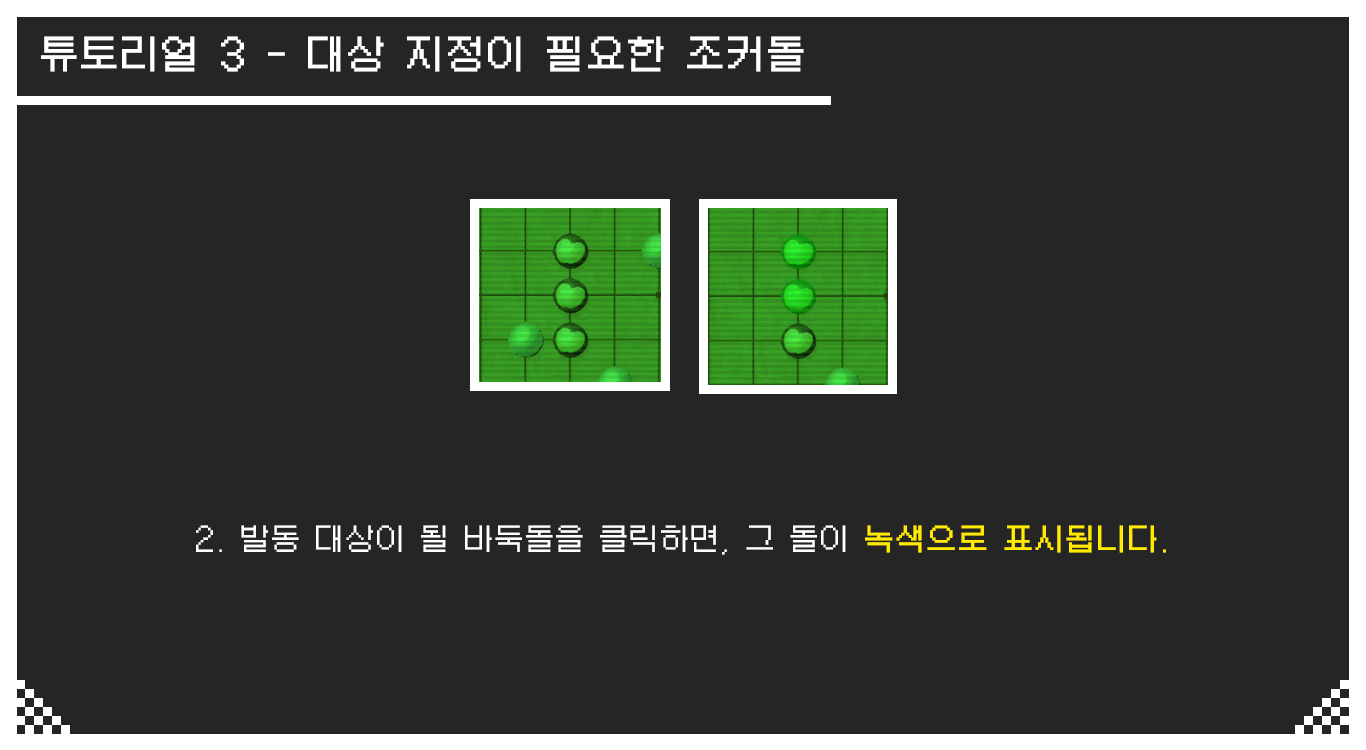 튜토리얼 3 - 대상 지정이 필요한 조커돌
2. 발동 대상이 될 바둑돌을 클릭하면, 그 돌이 녹색으로 표시됩니다.